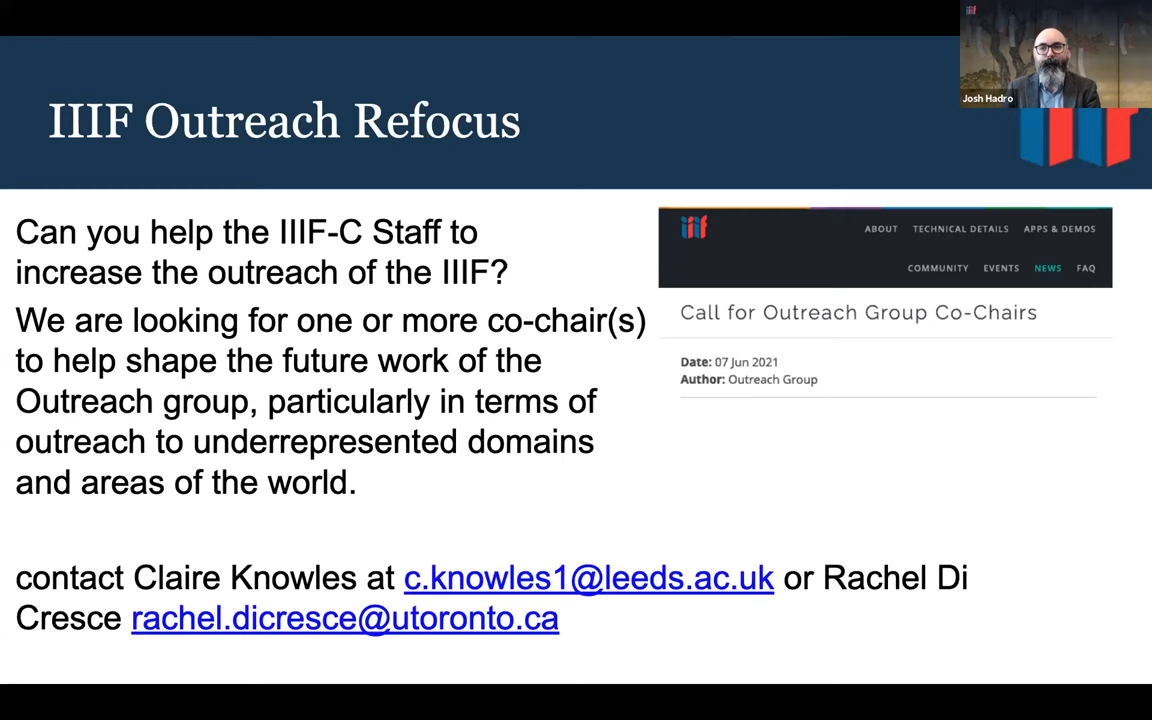 Josh Hadro
IIIF Outreach Refocus
Can you help the IIIF-C Staff to
increase the outreach of the IIIF?
We are looking for one or more co-chair(s)
to help shape the future work of the
Outreach group, particularly in terms of
outreach to underrepresented domains
and areas of the world.
contact Claire Knowles at c.knowles1@leeds.ac.uk or Rachel Di
Cresce rachel.dicresce@utoronto.ca
iiif
ABOUT TECHNICAL DETAILS APPS & DEMOS
COMMUNITY EVENTS NEWS FAQ
Call for Outreach Group Co-Chairs
Date: 07 Jun 2021
Author: Outreach Group